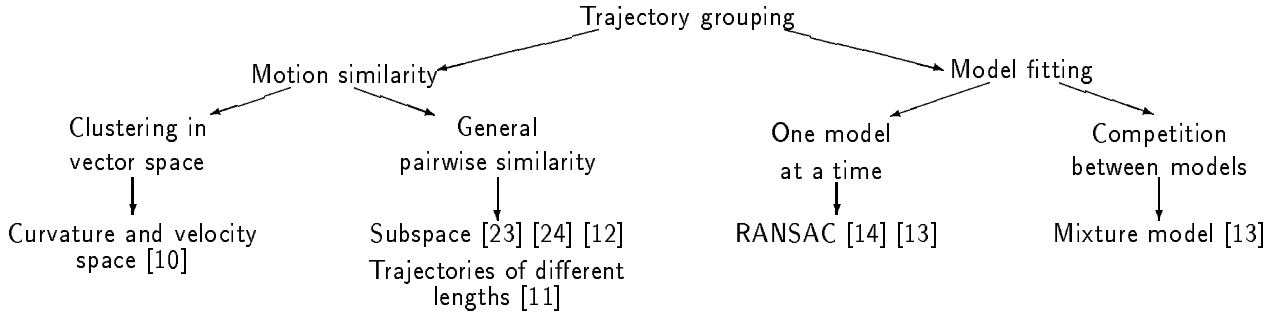 Trajectory grouping
Motion similarity
Model fitting
Clustering in
vector space
General
pairwise similarity
One model
at a time
Competition
between models
Curvature and velocity
space [10]
Subspace [23] [24] [12]
Trajectories of different
lengths [11]
RANSAC [14] [13]
Mixture model [13]